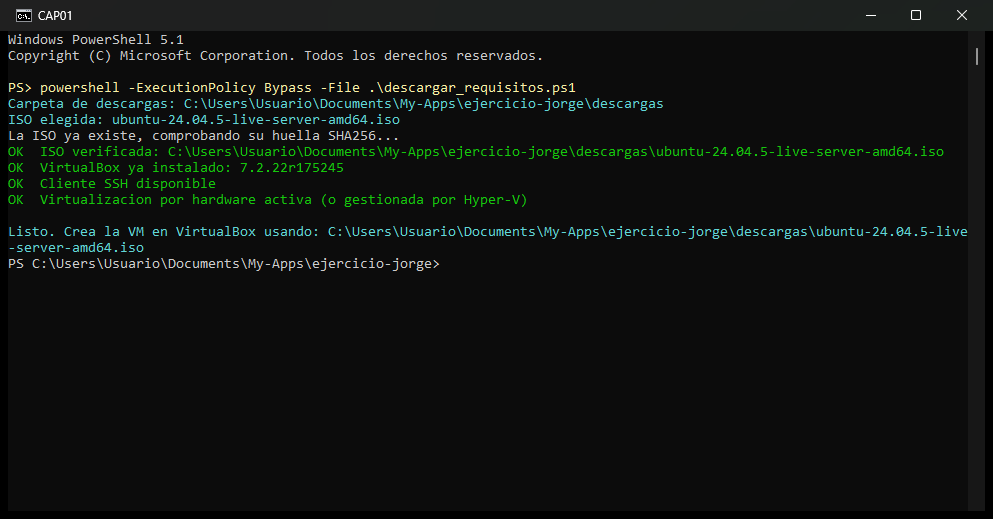 CAP01
Windows PowerShell 5.1
Copyright (C) Microsoft Corporation. Todos los derechos reservados.
PS> powershell -ExecutionPolicy Bypass -File .\descargar_requisitos.ps1
Carpeta de descargas: C:\Users\Usuario\Documents\My-Apps\ejercicio-jorge\descargas
ISO elegida: ubuntu-24.04.5-live-server-amd64.iso
La ISO ya existe, comprobando su huella SHA256...
OK  ISO verificada: C:\Users\Usuario\Documents\My-Apps\ejercicio-jorge\descargas\ubuntu-24.04.5-live-server-amd64.iso
OK  VirtualBox ya instalado: 7.2.22r175245
OK  Cliente SSH disponible
OK  Virtualizacion por hardware activa (o gestionada por Hyper-V)
Listo. Crea la VM en VirtualBox usando: C:\Users\Usuario\Documents\My-Apps\ejercicio-jorge\descargas\ubuntu-24.04.5-live
-server-amd64.iso
PS C:\Users\Usuario\Documents\My-Apps\ejercicio-jorge>